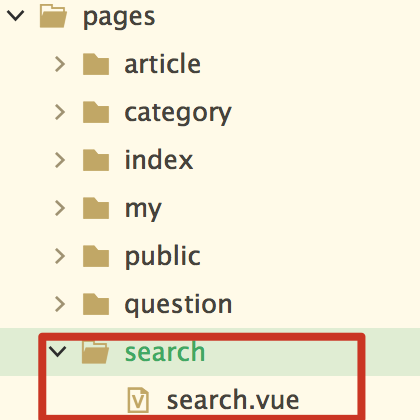 pages
article
category
index
my
public
question
search
search.vue